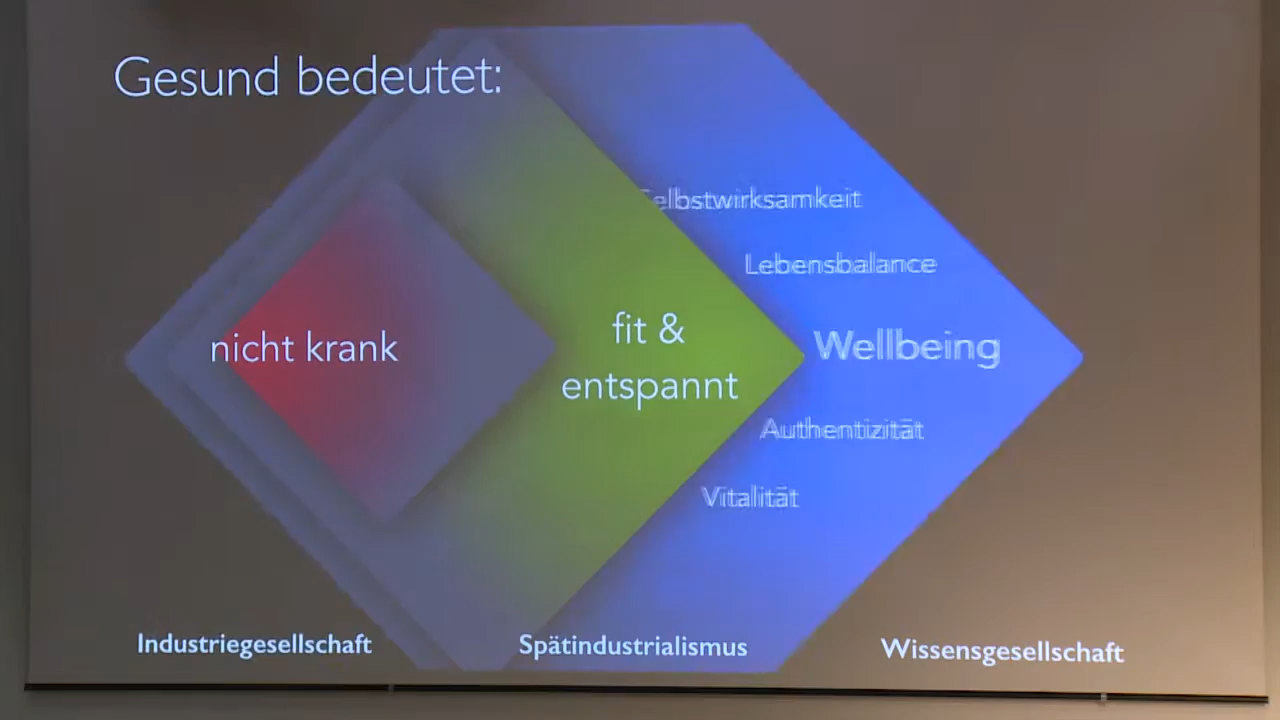 Gesund bedeutet:
Selbstwirksamkeit
Lebensbalance
nicht krank
fit &
entspannt
Wellbeing
Authentizität
Vitalität
Industriegesellschaft
Spätindustrialismus
Wissensgesellschaft